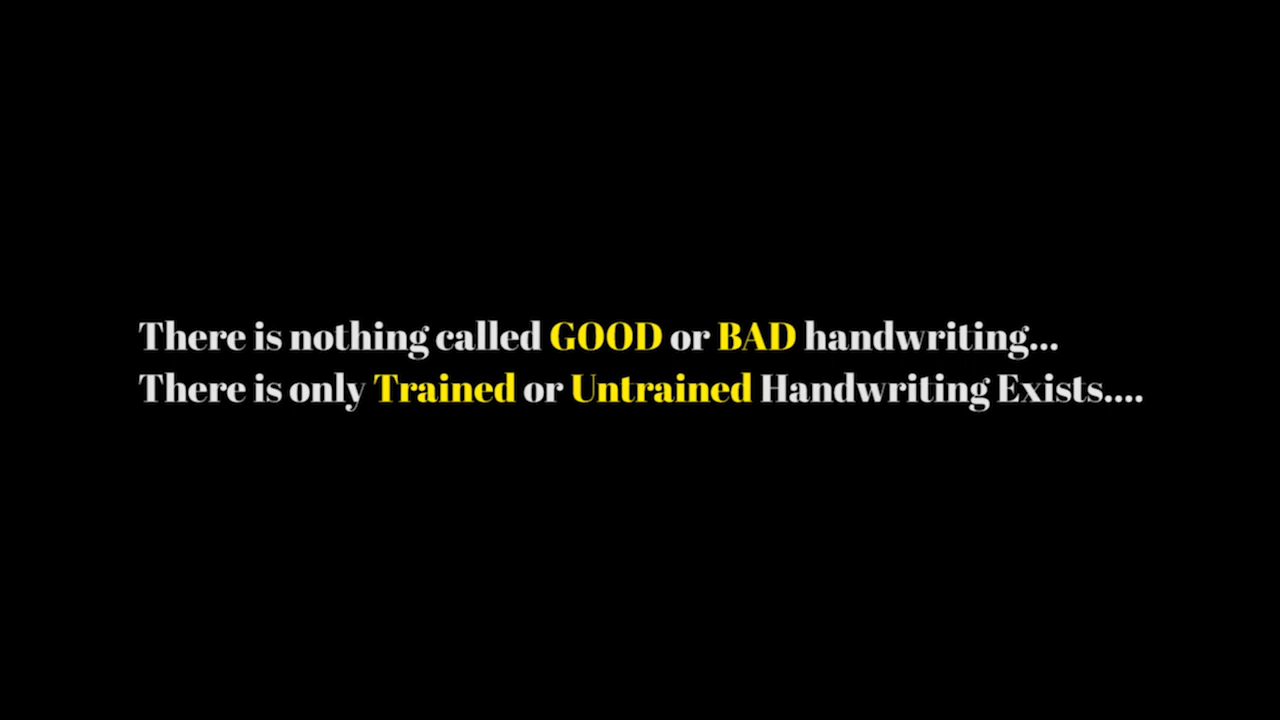 There is nothing called GOOD or BAD handwriting...
There is only Trained or Untrained Handwriting Exists....